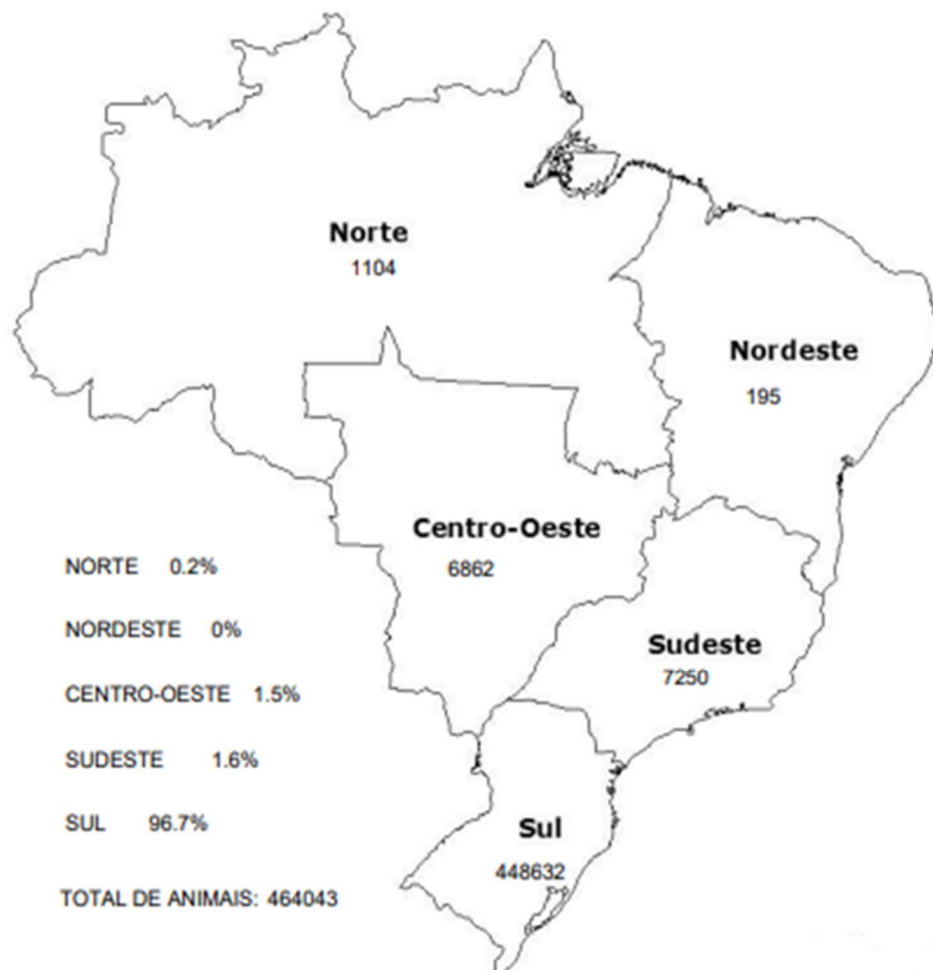 Norte
1104
Nordeste
195
Centro-Oeste
6862
Sudeste
7250
Sul
448632
NORTE 0.2%
NORDESTE 0%
CENTRO-OESTE 1.5%
SUDESTE 1.6%
SUL 96.7%
TOTAL DE ANIMAIS: 464043